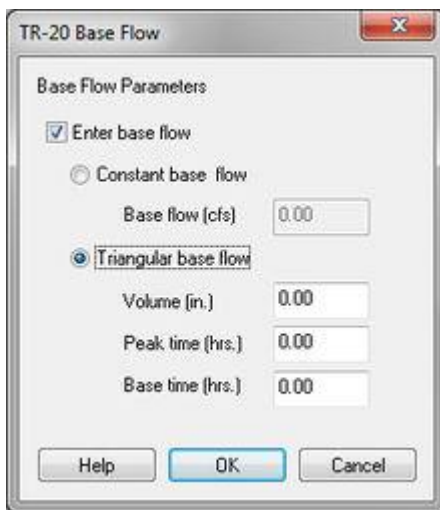 TR-20 Base Flow
Base Flow Parameters
Enter base flow
Constant base flow
Base flow (cfs) 0.00
Triangular base flow
Volume (in.) 0.00
Peak time (hrs.) 0.00
Base time (hrs.) 0.00
Help OK Cancel